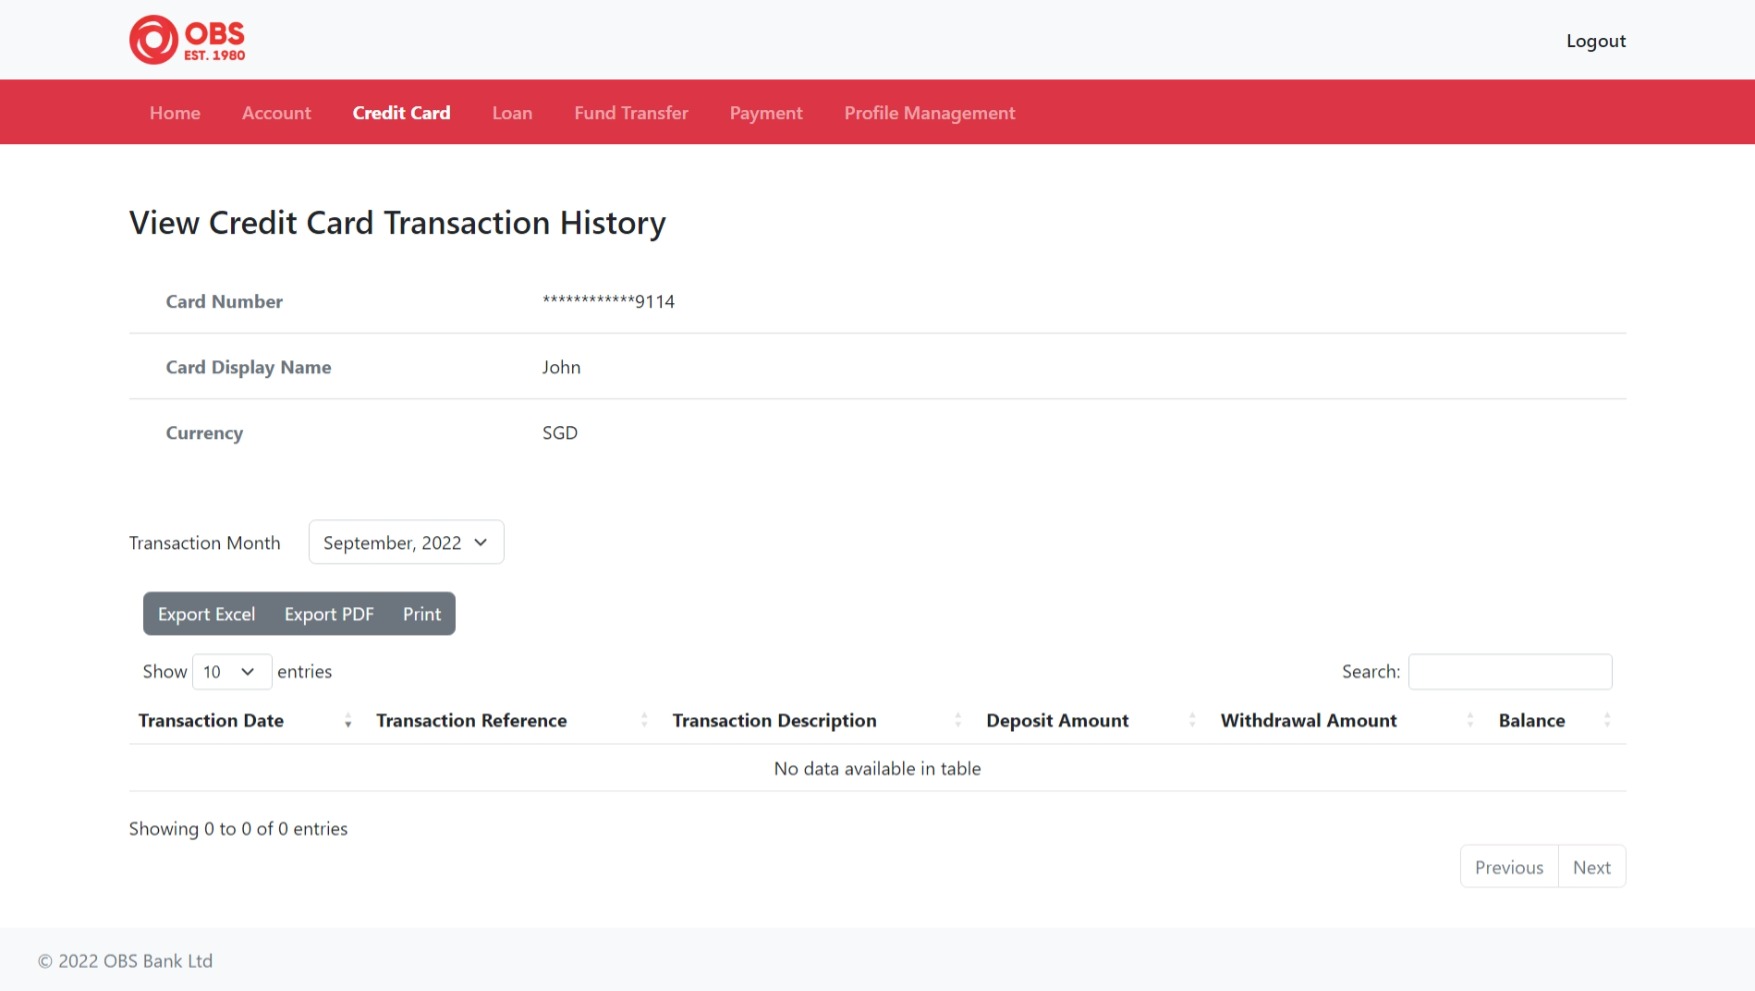 OBS
EST. 1980
Logout
Home Account Credit Card Loan Fund Transfer Payment Profile Management
View Credit Card Transaction History
Card Number ************9114
Card Display Name John
Currency SGD
Transaction Month September, 2022
Export Excel Export PDF Print
Show 10 entries Search:
Transaction Date Transaction Reference Transaction Description Deposit Amount Withdrawal Amount Balance
No data available in table
Showing 0 to 0 of 0 entries
Previous Next
© 2022 OBS Bank Ltd